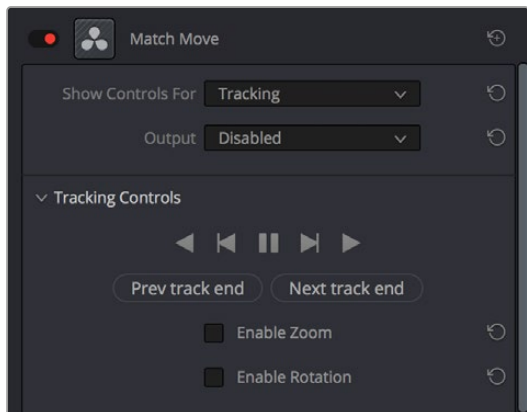 Match Move
Show Controls For Tracking
Output Disabled
Tracking Controls
Prev track end Next track end
Enable Zoom
Enable Rotation